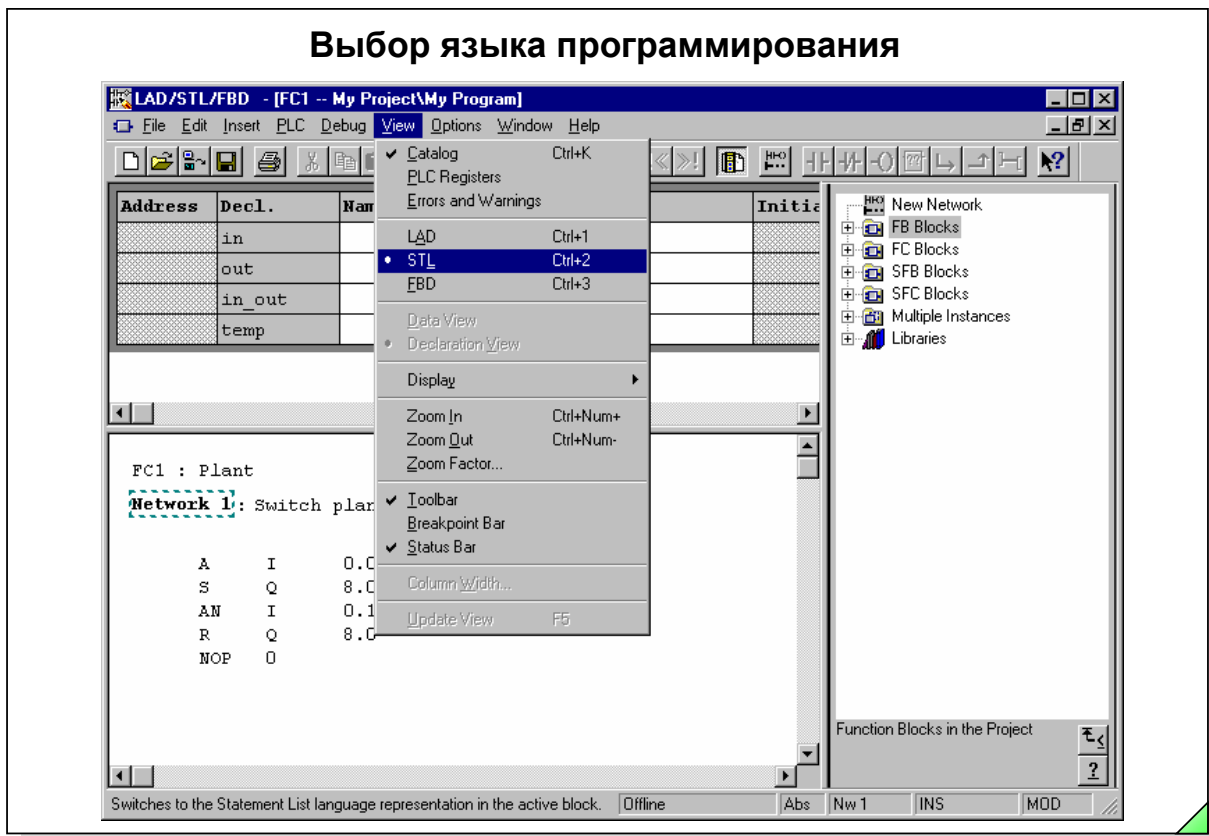 Выбор языка программирования
LAD/STL/FBD - [FC1 -- My Project\My Program]
File Edit Insert PLC Debug View Options Window Help
Catalog Ctrl+K
PLC Registers
Errors and Warnings
LAD Ctrl+1
STL Ctrl+2
FBD Ctrl+3
Data View
Declaration View
Display
Zoom In Ctrl+Num+
Zoom Out Ctrl+Num-
Zoom Factor...
Toolbar
Breakpoint Bar
Status Bar
Column Width...
Update View F5
Address Decl. Nam Initia
in
out
in_out
temp
FC1 : Plant
Network 1: Switch plan
A I 0.0
S Q 8.0
AN I 0.1
R Q 8.0
NOP 0
New Network
FB Blocks
FC Blocks
SFB Blocks
SFC Blocks
Multiple Instances
Libraries
Function Blocks in the Project
Switches to the Statement List language representation in the active block. Offline Abs Nw 1 INS MOD